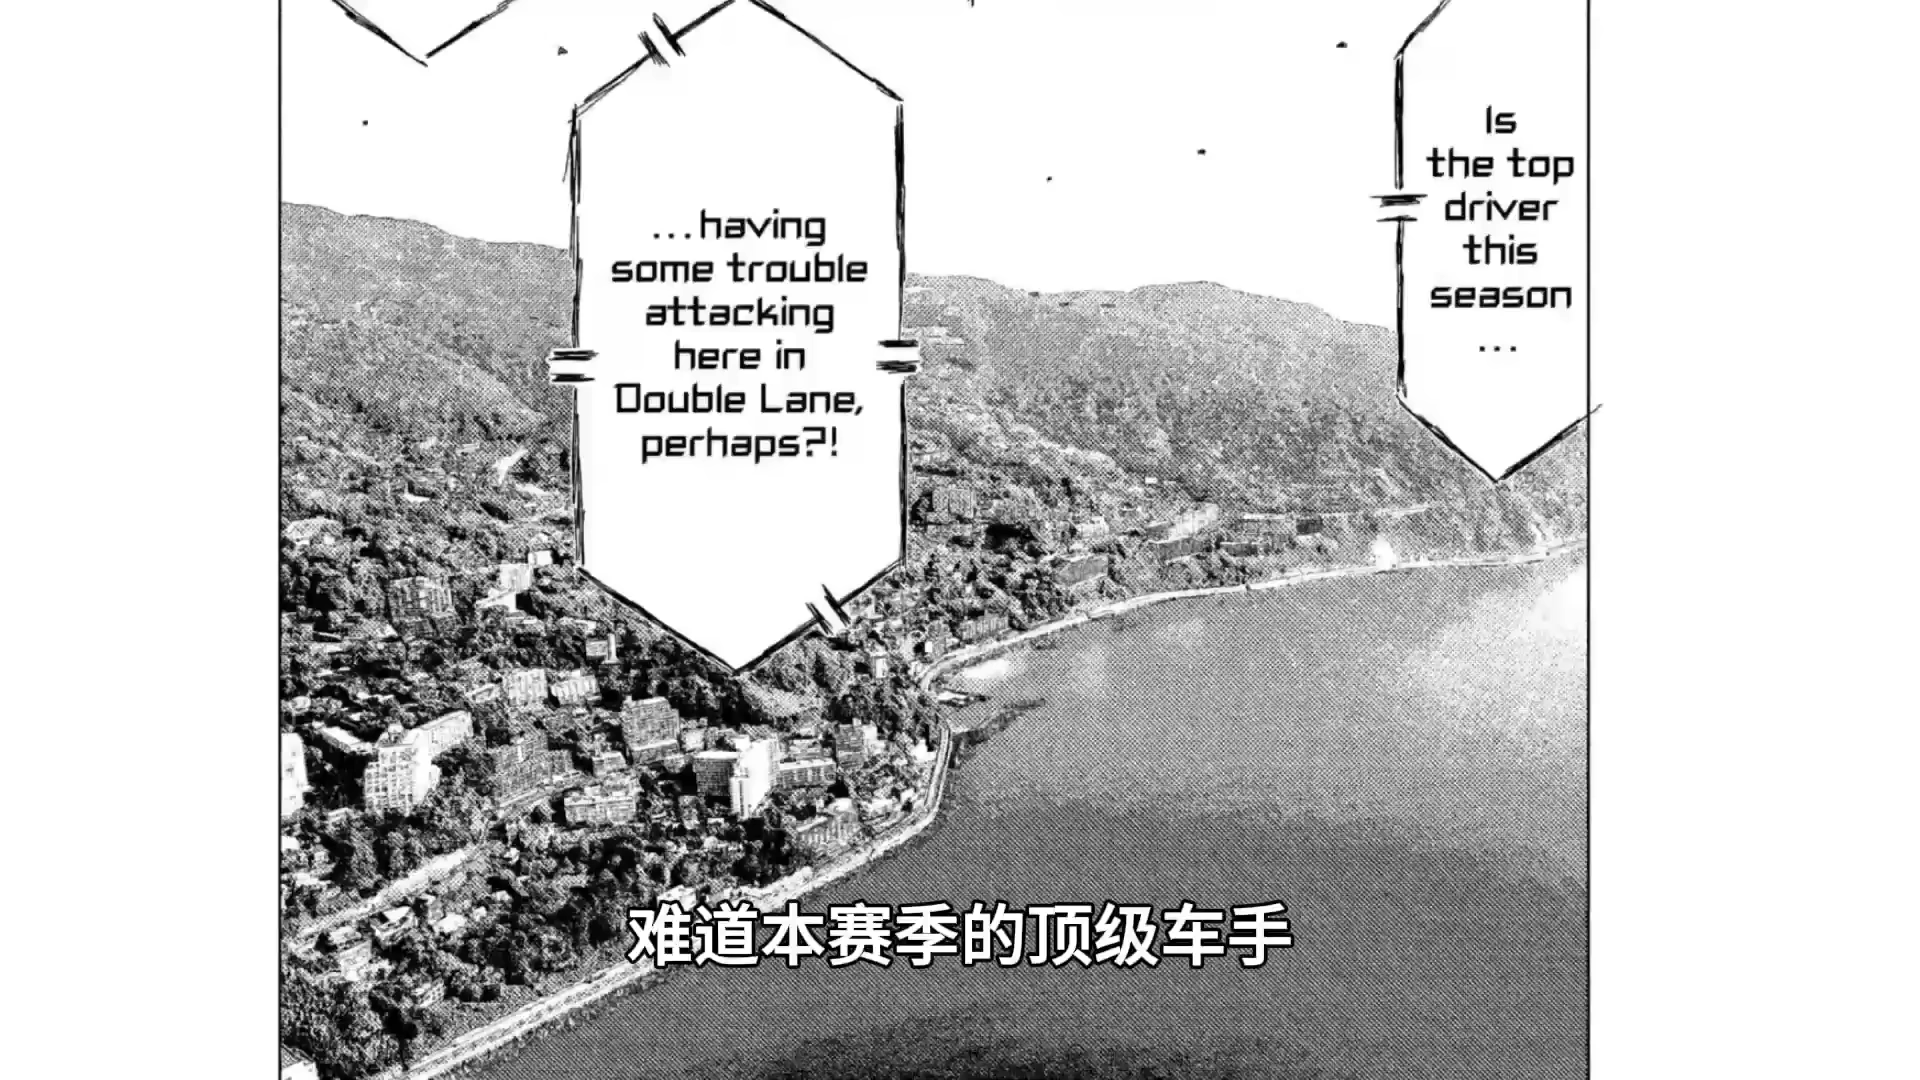 Is
the top
driver
this
season
...
...having
some trouble
attacking
here in
Double Lane,
perhaps?!
难道本赛季的顶级车手